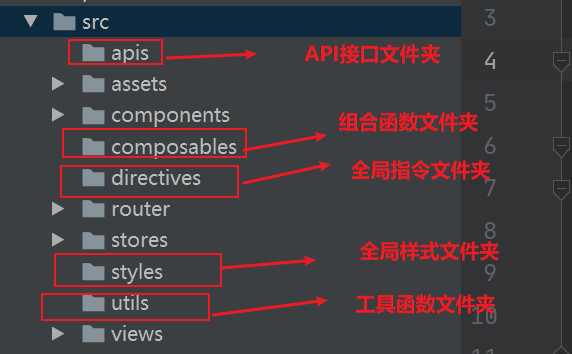 src
apis API接口文件夹
assets
components
composables 组合函数文件夹
directives 全局指令文件夹
router
stores
styles 全局样式文件夹
utils 工具函数文件夹
views
3
4
5
6
7
8
9
10